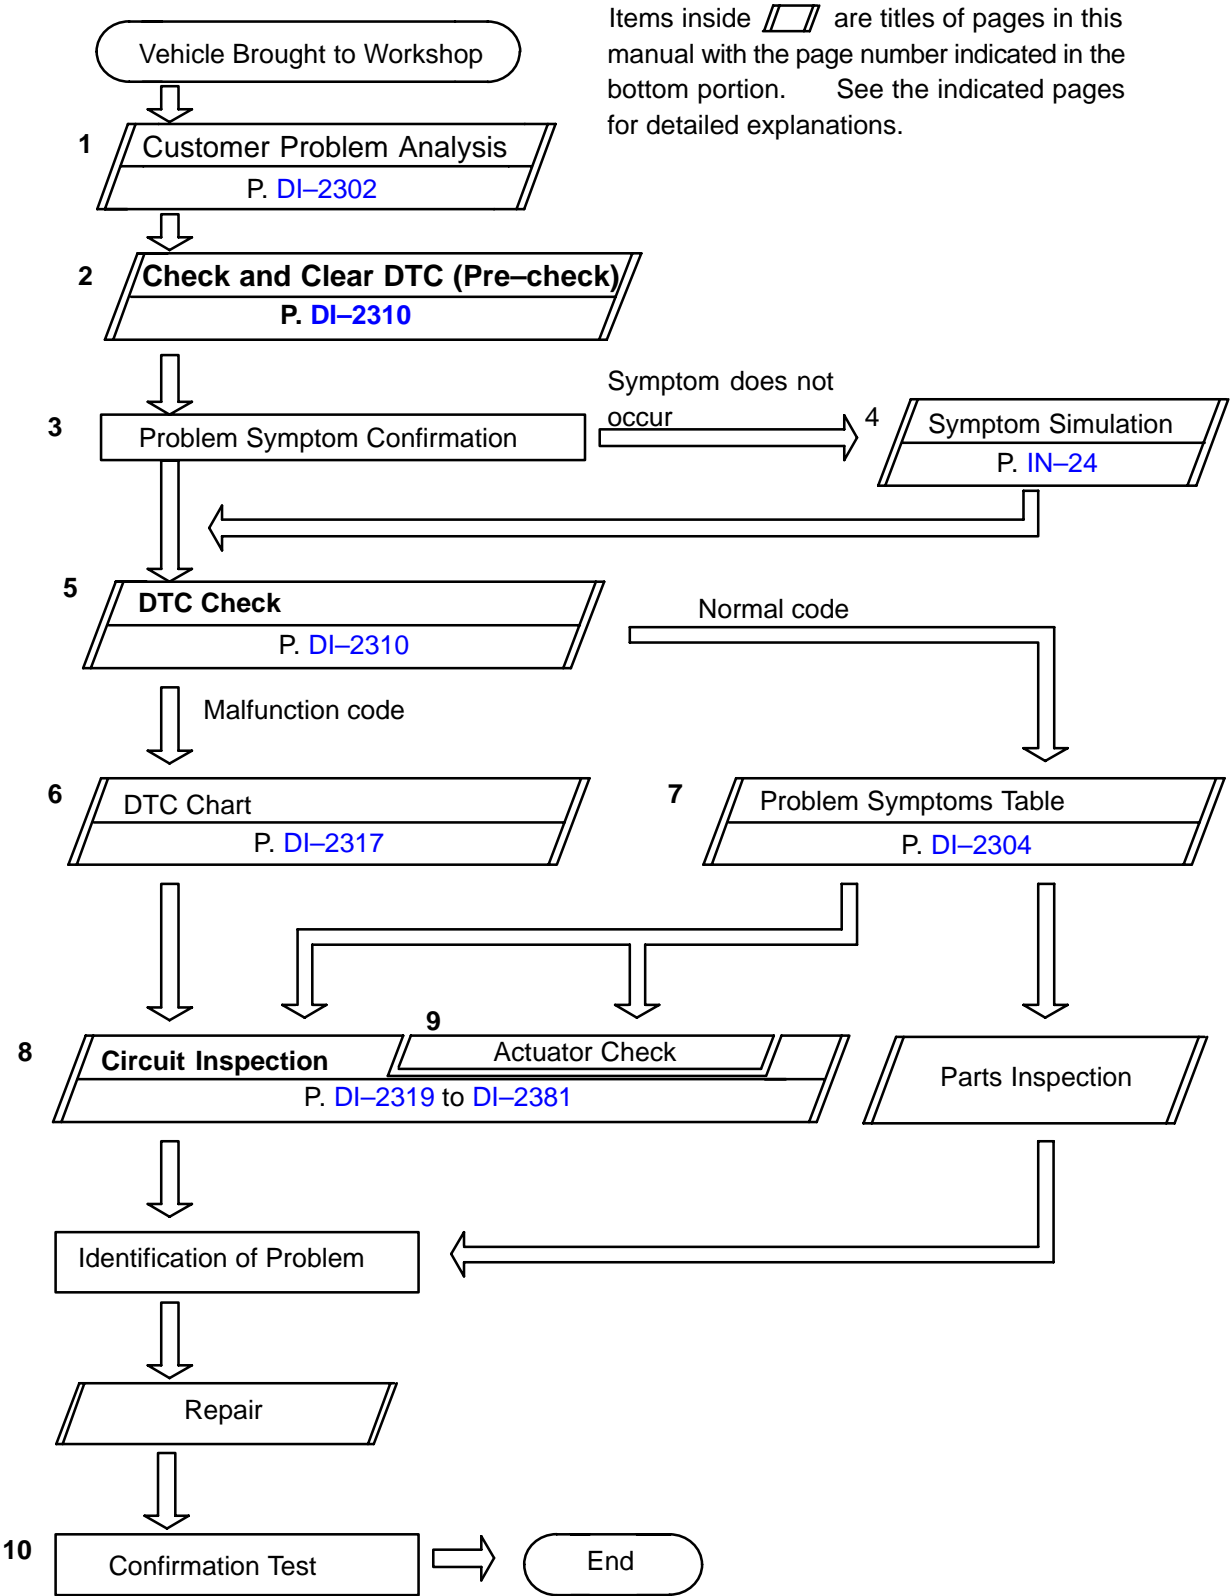 Items inside are titles of pages in this
manual with the page number indicated in the
bottom portion. See the indicated pages
for detailed explanations.
Vehicle Brought to Workshop
1
Customer Problem Analysis
P. DI–2302
2
Check and Clear DTC (Pre–check)
P. DI–2310
3
Problem Symptom Confirmation
Symptom does not
occur
4
Symptom Simulation
P. IN–24
5
DTC Check
P. DI–2310
Normal code
Malfunction code
6
DTC Chart
P. DI–2317
7
Problem Symptoms Table
P. DI–2304
8
Circuit Inspection
9
Actuator Check
P. DI–2319 to DI–2381
Parts Inspection
Identification of Problem
Repair
10
Confirmation Test
End